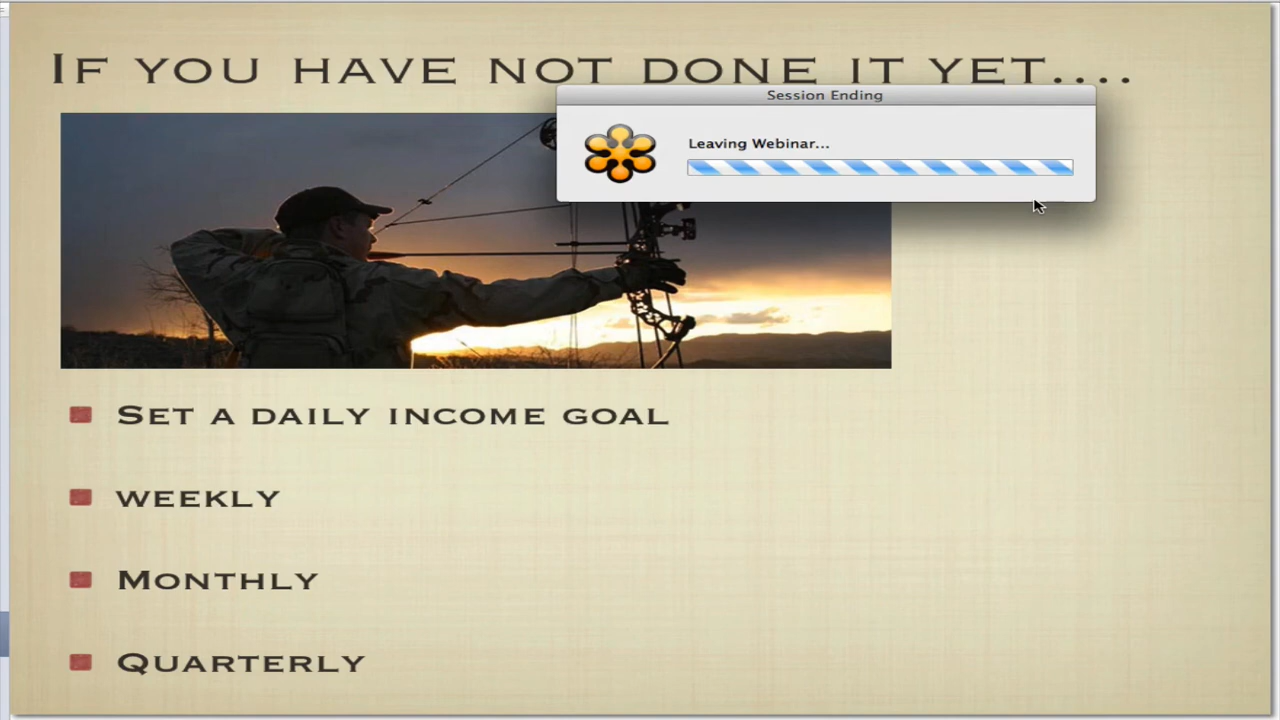 If you have not done it yet....
Session Ending
Leaving Webinar...
Set a daily income goal
weekly
Monthly
Quarterly